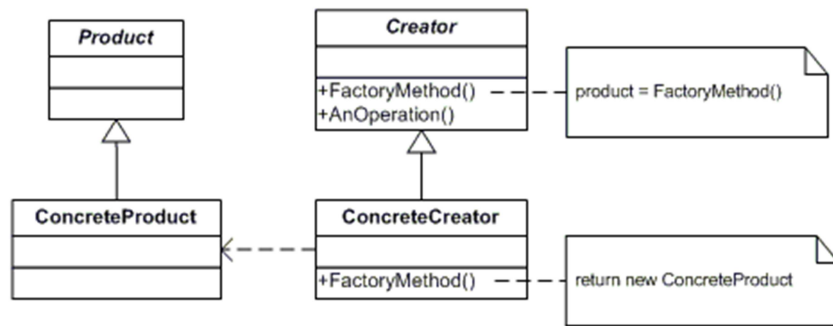 Product
Creator
+FactoryMethod()
+AnOperation()
product = FactoryMethod()
ConcreteProduct
ConcreteCreator
+FactoryMethod()
return new ConcreteProduct